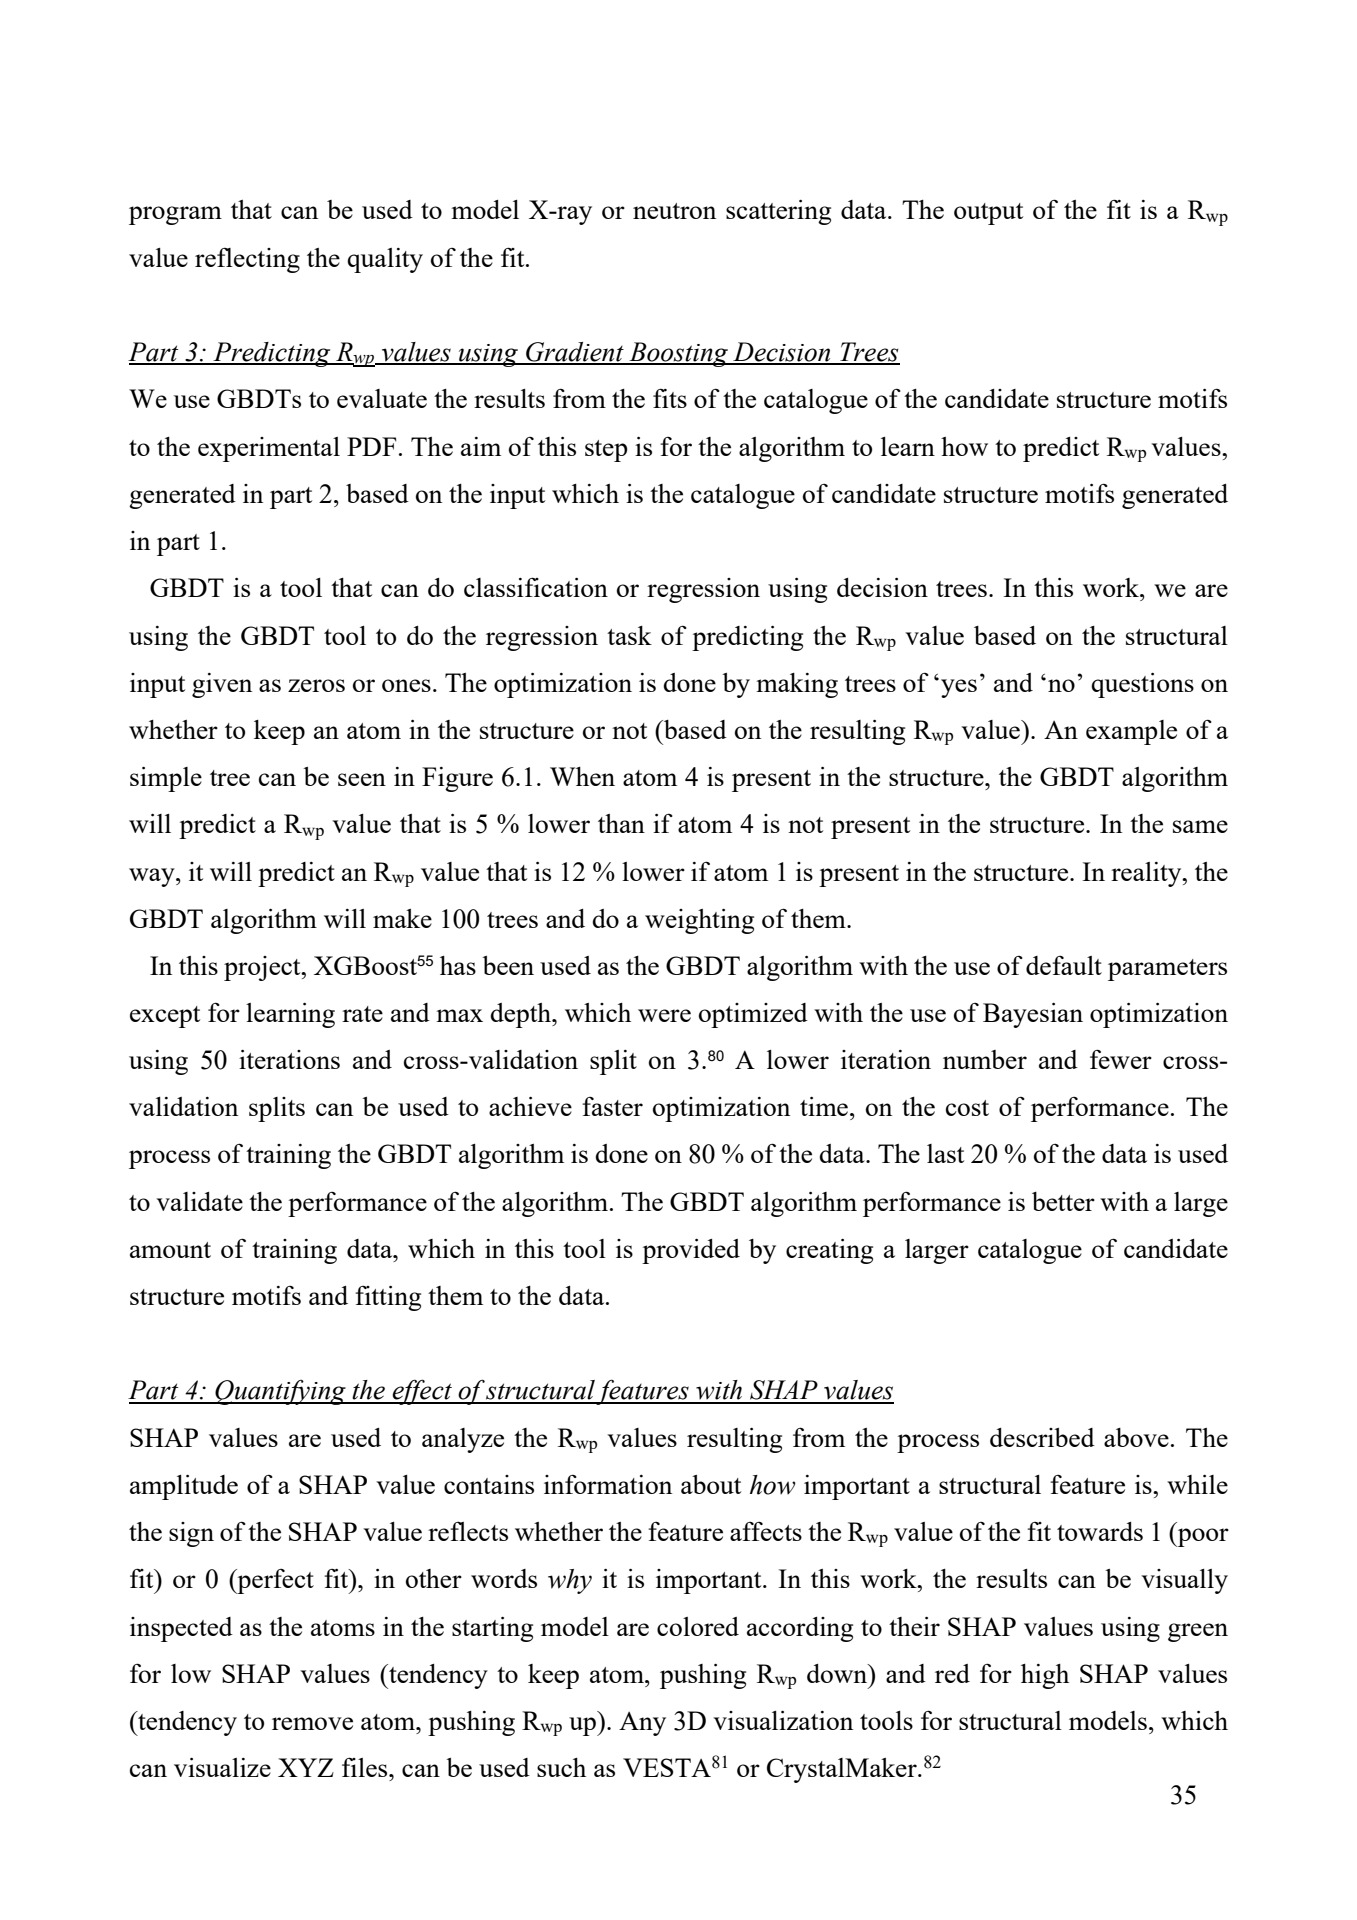 program that can be used to model X-ray or neutron scattering data. The output of the fit is a Rwp
value reflecting the quality of the fit.
Part 3: Predicting Rwp values using Gradient Boosting Decision Trees
We use GBDTs to evaluate the results from the fits of the catalogue of the candidate structure motifs
to the experimental PDF. The aim of this step is for the algorithm to learn how to predict Rwp values,
generated in part 2, based on the input which is the catalogue of candidate structure motifs generated
in part 1.
GBDT is a tool that can do classification or regression using decision trees. In this work, we are
using the GBDT tool to do the regression task of predicting the Rwp value based on the structural
input given as zeros or ones. The optimization is done by making trees of ‘yes’ and ‘no’ questions on
whether to keep an atom in the structure or not (based on the resulting Rwp value). An example of a
simple tree can be seen in Figure 6.1. When atom 4 is present in the structure, the GBDT algorithm
will predict a Rwp value that is 5 % lower than if atom 4 is not present in the structure. In the same
way, it will predict an Rwp value that is 12 % lower if atom 1 is present in the structure. In reality, the
GBDT algorithm will make 100 trees and do a weighting of them.
In this project, XGBoost55 has been used as the GBDT algorithm with the use of default parameters
except for learning rate and max depth, which were optimized with the use of Bayesian optimization
using 50 iterations and cross-validation split on 3.80 A lower iteration number and fewer cross-
validation splits can be used to achieve faster optimization time, on the cost of performance. The
process of training the GBDT algorithm is done on 80 % of the data. The last 20 % of the data is used
to validate the performance of the algorithm. The GBDT algorithm performance is better with a large
amount of training data, which in this tool is provided by creating a larger catalogue of candidate
structure motifs and fitting them to the data.
Part 4: Quantifying the effect of structural features with SHAP values
SHAP values are used to analyze the Rwp values resulting from the process described above. The
amplitude of a SHAP value contains information about how important a structural feature is, while
the sign of the SHAP value reflects whether the feature affects the Rwp value of the fit towards 1 (poor
fit) or 0 (perfect fit), in other words why it is important. In this work, the results can be visually
inspected as the atoms in the starting model are colored according to their SHAP values using green
for low SHAP values (tendency to keep atom, pushing Rwp down) and red for high SHAP values
(tendency to remove atom, pushing Rwp up). Any 3D visualization tools for structural models, which
can visualize XYZ files, can be used such as VESTA81 or CrystalMaker.82
35